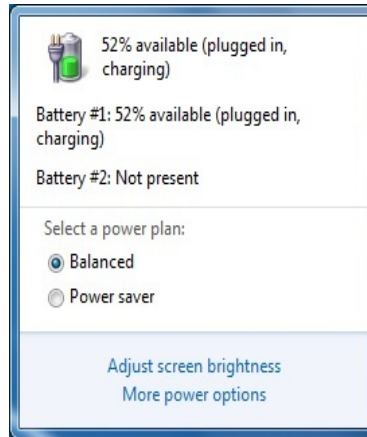 52% available (plugged in,
charging)
Battery #1: 52% available (plugged in,
charging)
Battery #2: Not present
Select a power plan:
Balanced
Power saver
Adjust screen brightness
More power options